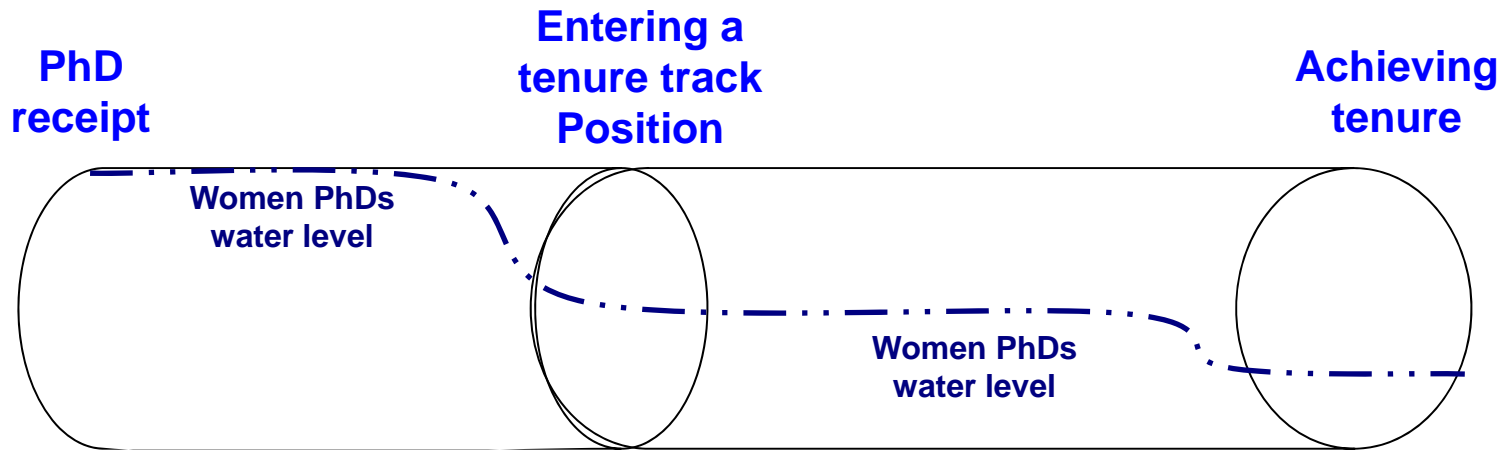 PhD
receipt
Entering a
tenure track
Position
Achieving
tenure
Women PhDs
water level
Women PhDs
water level